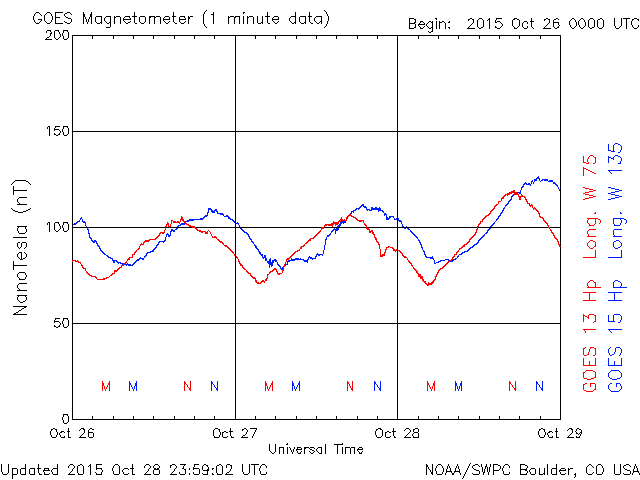 GOES Magnetometer (1 minute data)
Begin: 2015 Oct 26 0000 UTC
200
150
100
50
0
NanoTesla (nT)
M M N N M M N N M M N N
Oct 26 Oct 27 Oct 28 Oct 29
Universal Time
GOES 13 Hp Long. W 75
GOES 15 Hp Long. W 135
Updated 2015 Oct 28 23:59:02 UTC
NOAA/SWPC Boulder, CO USA